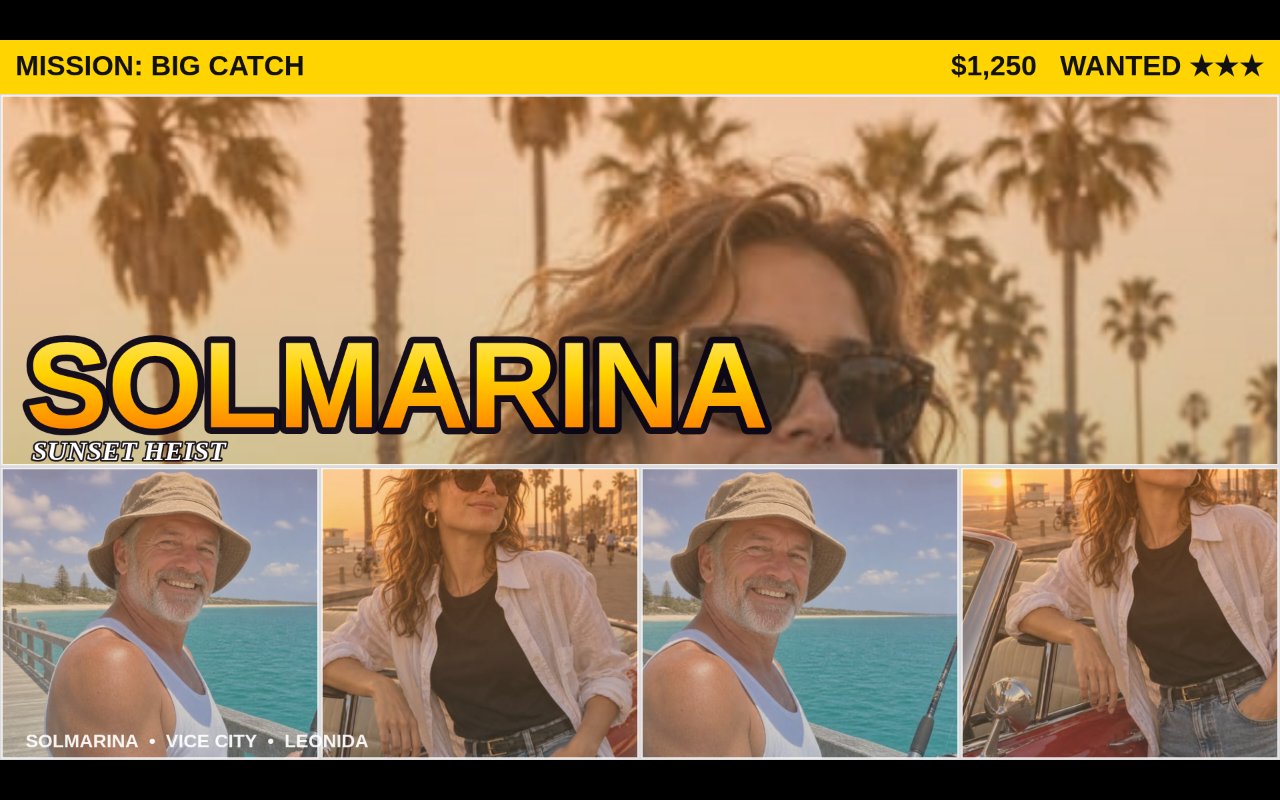 MISSION: BIG CATCH
$1,250 WANTED ★★★
SOLMARINA
SUNSET HEIST
SOLMARINA • VICE CITY • LEONIDA